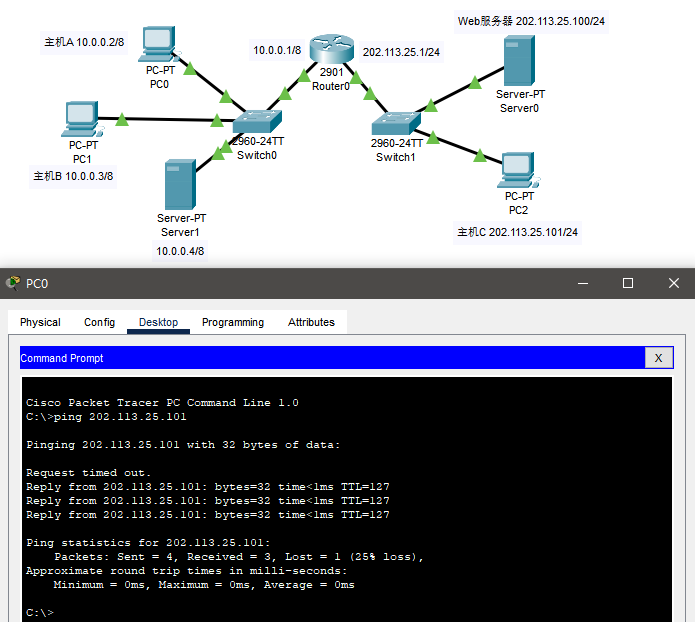 Web服务器 202.113.25.100/24
主机A 10.0.0.2/8
10.0.0.1/8
202.113.25.1/24
PC-PT
PC0
2901
Router0
Server-PT
Server0
2960-24TT
Switch0
2960-24TT
Switch1
PC-PT
PC1
主机B 10.0.0.3/8
PC-PT
PC2
主机C 202.113.25.101/24
Server-PT
Server1
10.0.0.4/8
PC0
Physical Config Desktop Programming Attributes
Command Prompt X
Cisco Packet Tracer PC Command Line 1.0
C:\>ping 202.113.25.101
Pinging 202.113.25.101 with 32 bytes of data:
Request timed out.
Reply from 202.113.25.101: bytes=32 time<1ms TTL=127
Reply from 202.113.25.101: bytes=32 time<1ms TTL=127
Reply from 202.113.25.101: bytes=32 time<1ms TTL=127
Ping statistics for 202.113.25.101:
Packets: Sent = 4, Received = 3, Lost = 1 (25% loss),
Approximate round trip times in milli-seconds:
Minimum = 0ms, Maximum = 0ms, Average = 0ms
C:\>